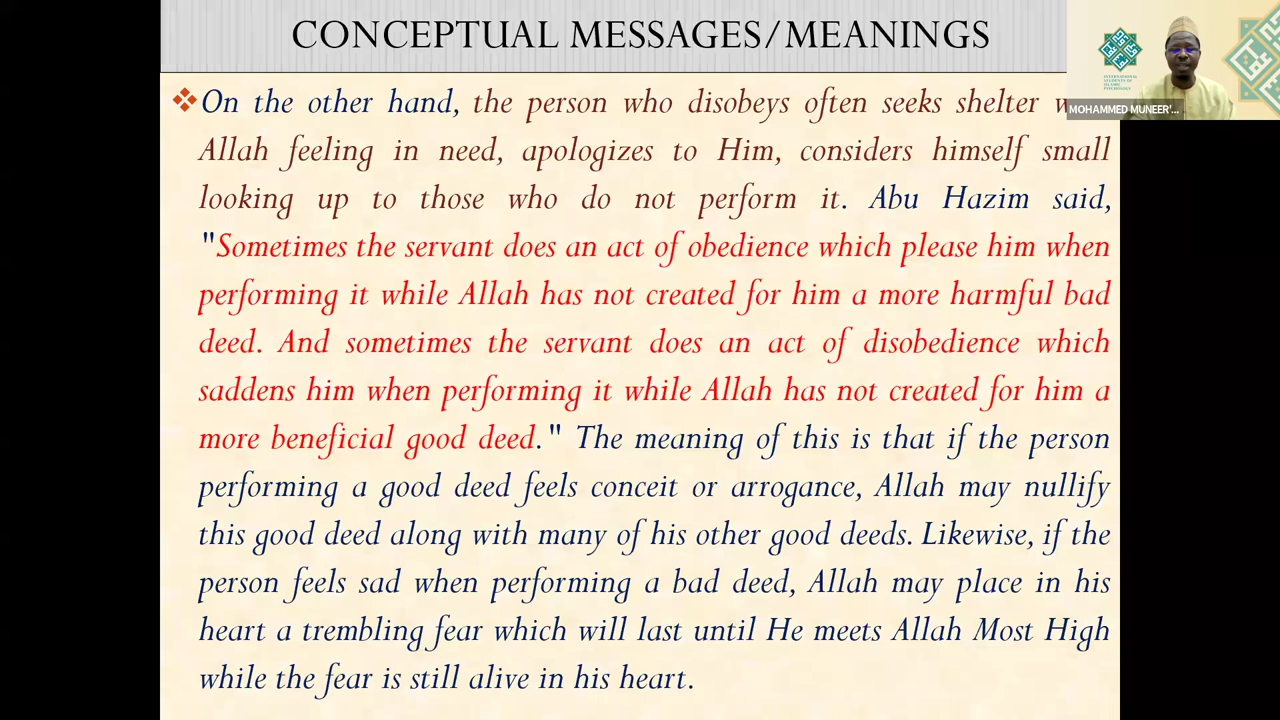 CONCEPTUAL MESSAGES/MEANINGS
❖On the other hand, the person who disobeys often seeks shelter
Allah feeling in need, apologizes to Him, considers himself small
looking up to those who do not perform it. Abu Hazim said,
"Sometimes the servant does an act of obedience which please him when
performing it while Allah has not created for him a more harmful bad
deed. And sometimes the servant does an act of disobedience which
saddens him when performing it while Allah has not created for him a
more beneficial good deed." The meaning of this is that if the person
performing a good deed feels conceit or arrogance, Allah may nullify
this good deed along with many of his other good deeds. Likewise, if the
person feels sad when performing a bad deed, Allah may place in his
heart a trembling fear which will last until He meets Allah Most High
while the fear is still alive in his heart.
INTERNATIONAL
STUDENTS OF
ISLAMIC
PSYCHOLOGY
MOHAMMED MUNEER'...